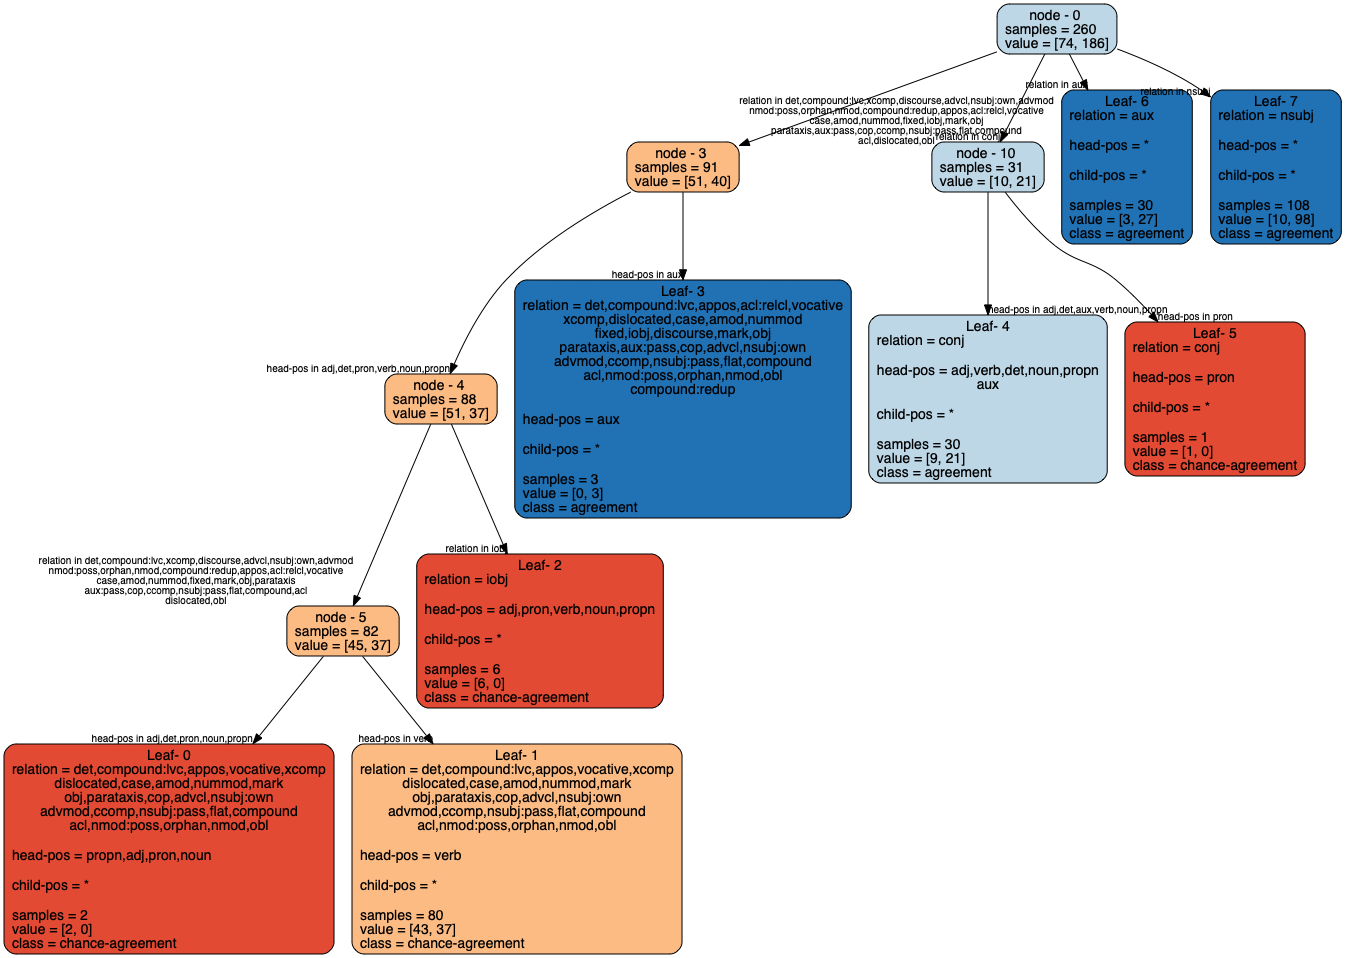 node - 0
samples = 260
value = [74, 186]
relation in det,compound:lvc,xcomp,discourse,advcl,nsubj:own,advmod
nmod:poss,orphan,nmod,compound:redup,appos,acl:relcl,vocative
case,amod,nummod,fixed,iobj,mark,obj
parataxis,aux:pass,cop,ccomp,nsubj:pass,flat,compound
acl,dislocated,obl
relation in conj
relation in aux
relation in nsubj
Leaf- 6
relation = aux
head-pos = *
child-pos = *
samples = 30
value = [3, 27]
class = agreement
Leaf- 7
relation = nsubj
head-pos = *
child-pos = *
samples = 108
value = [10, 98]
class = agreement
node - 3
samples = 91
value = [51, 40]
node - 10
samples = 31
value = [10, 21]
head-pos in adj,det,pron,verb,noun,propn
head-pos in aux
head-pos in adj,det,aux,verb,noun,propn
head-pos in pron
Leaf- 3
relation = det,compound:lvc,appos,acl:relcl,vocative
xcomp,dislocated,case,amod,nummod
fixed,iobj,discourse,mark,obj
parataxis,aux:pass,cop,advcl,nsubj:own
advmod,ccomp,nsubj:pass,flat,compound
acl,nmod:poss,orphan,nmod,obl
compound:redup
head-pos = aux
child-pos = *
samples = 3
value = [0, 3]
class = agreement
Leaf- 4
relation = conj
head-pos = adj,verb,det,noun,propn
aux
child-pos = *
samples = 30
value = [9, 21]
class = agreement
Leaf- 5
relation = conj
head-pos = pron
child-pos = *
samples = 1
value = [1, 0]
class = chance-agreement
node - 4
samples = 88
value = [51, 37]
relation in det,compound:lvc,xcomp,discourse,advcl,nsubj:own,advmod
nmod:poss,orphan,nmod,compound:redup,appos,acl:relcl,vocative
case,amod,nummod,fixed,mark,obj,parataxis
aux:pass,cop,ccomp,nsubj:pass,flat,compound,acl
dislocated,obl
relation in iobj
Leaf- 2
relation = iobj
head-pos = adj,pron,verb,noun,propn
child-pos = *
samples = 6
value = [6, 0]
class = chance-agreement
node - 5
samples = 82
value = [45, 37]
head-pos in adj,det,pron,noun,propn
head-pos in verb
Leaf- 0
relation = det,compound:lvc,appos,vocative,xcomp
dislocated,case,amod,nummod,mark
obj,parataxis,cop,advcl,nsubj:own
advmod,ccomp,nsubj:pass,flat,compound
acl,nmod:poss,orphan,nmod,obl
head-pos = propn,adj,pron,noun
child-pos = *
samples = 2
value = [2, 0]
class = chance-agreement
Leaf- 1
relation = det,compound:lvc,appos,vocative,xcomp
dislocated,case,amod,nummod,mark
obj,parataxis,cop,advcl,nsubj:own
advmod,ccomp,nsubj:pass,flat,compound
acl,nmod:poss,orphan,nmod,obl
head-pos = verb
child-pos = *
samples = 80
value = [43, 37]
class = chance-agreement